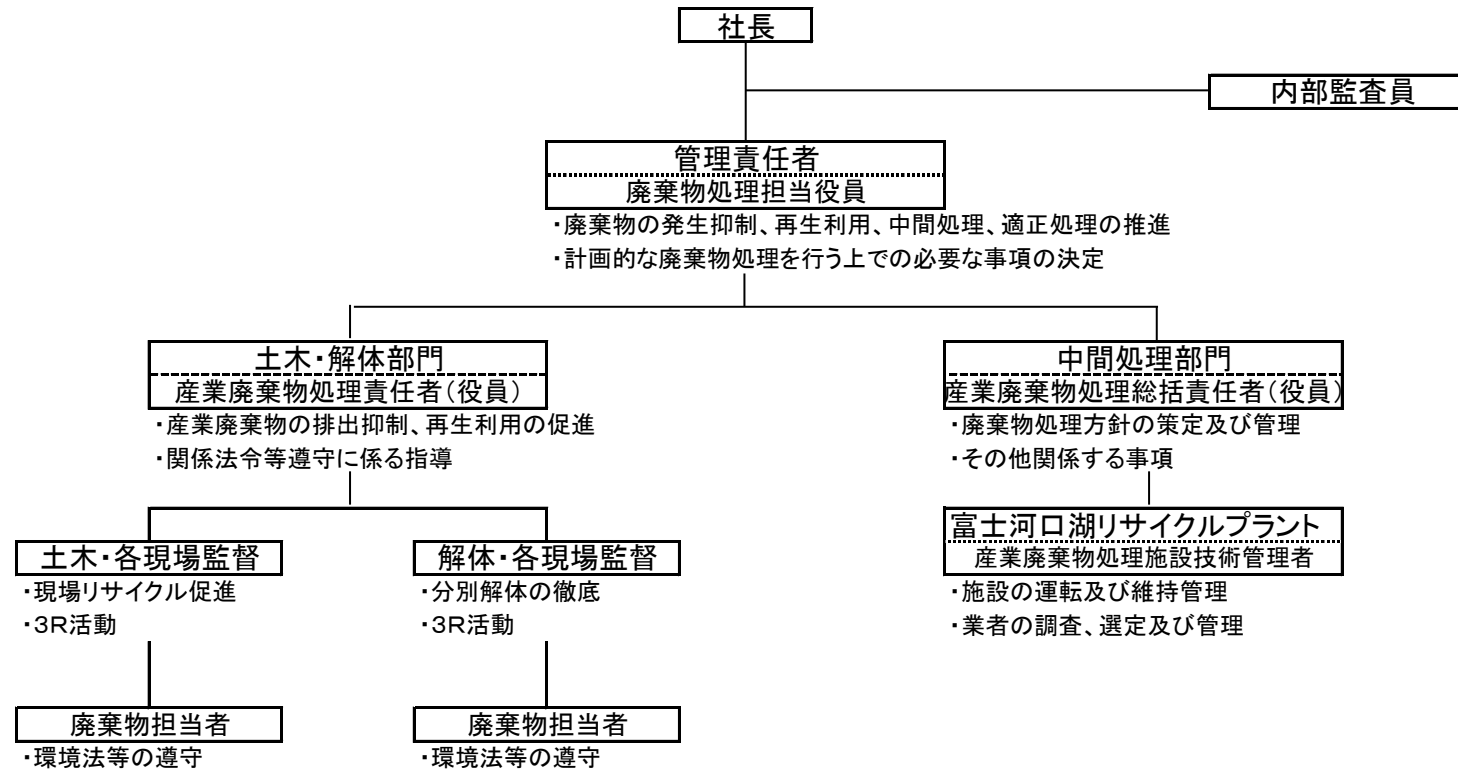 社長
内部監査員
管理責任者
廃棄物処理担当役員
・廃棄物の発生抑制、再生利用、中間処理、適正処理の推進
・計画的な廃棄物処理を行う上での必要な事項の決定
土木・解体部門
産業廃棄物処理責任者(役員)
・産業廃棄物の排出抑制、再生利用の促進
・関係法令等遵守に係る指導
中間処理部門
産業廃棄物処理総括責任者(役員)
・廃棄物処理方針の策定及び管理
・その他関係する事項
土木・各現場監督
・現場リサイクル促進
・3R活動
解体・各現場監督
・分別解体の徹底
・3R活動
富士河口湖リサイクルプラント
産業廃棄物処理施設技術管理者
・施設の運転及び維持管理
・業者の調査、選定及び管理
廃棄物担当者
・環境法等の遵守
廃棄物担当者
・環境法等の遵守